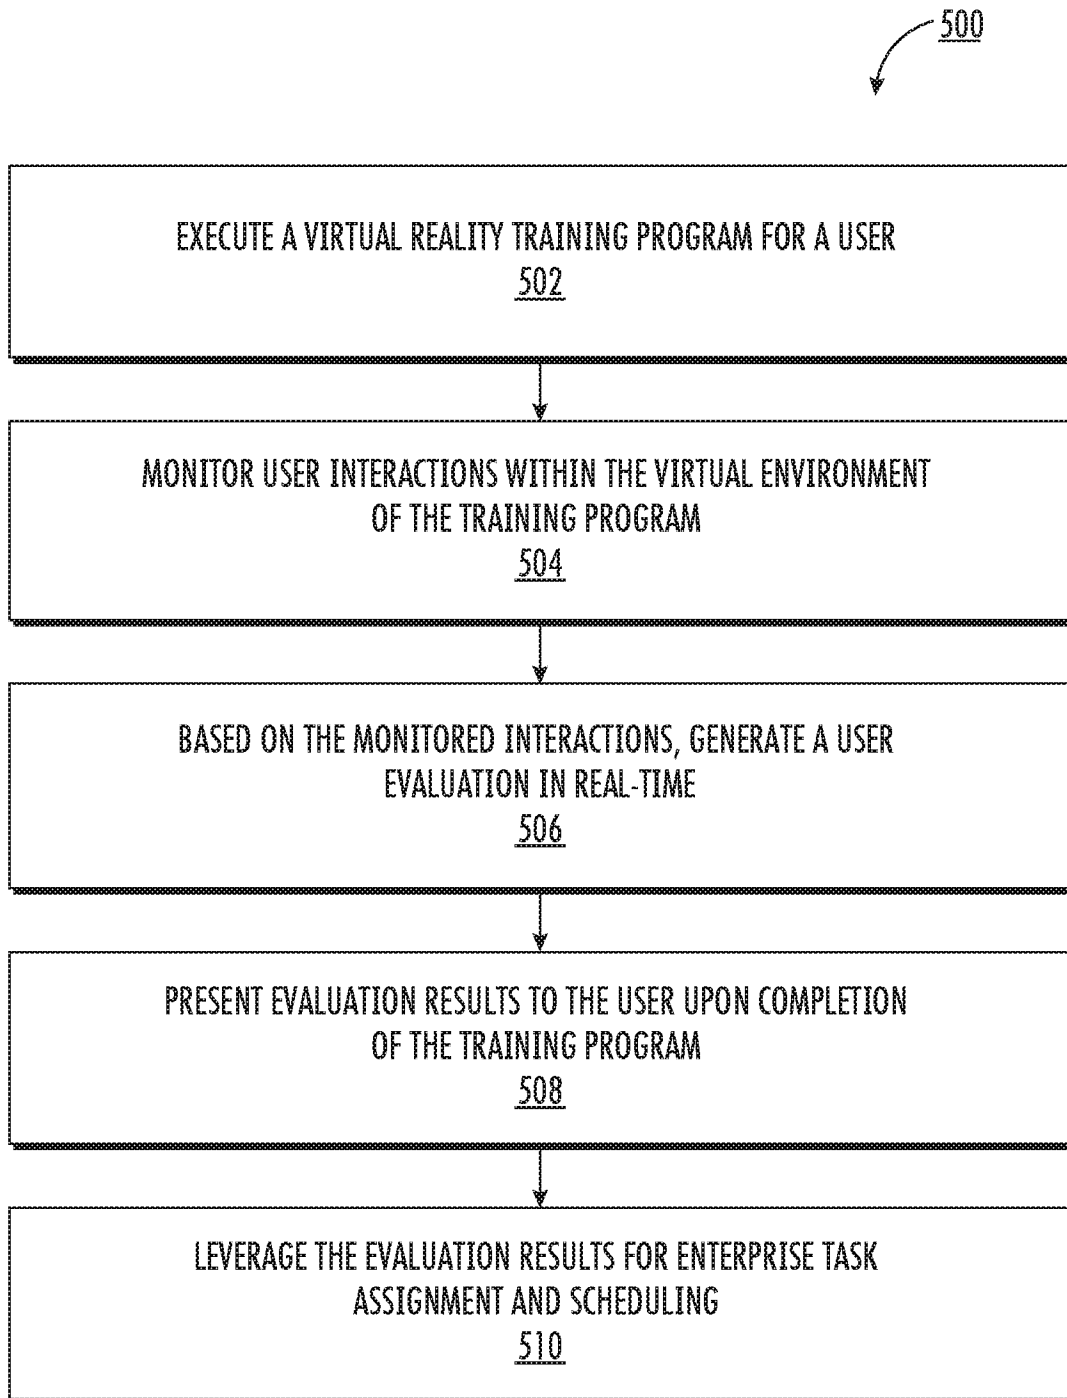 500
EXECUTE A VIRTUAL REALITY TRAINING PROGRAM FOR A USER
502
MONITOR USER INTERACTIONS WITHIN THE VIRTUAL ENVIRONMENT
OF THE TRAINING PROGRAM
504
BASED ON THE MONITORED INTERACTIONS, GENERATE A USER
EVALUATION IN REAL-TIME
506
PRESENT EVALUATION RESULTS TO THE USER UPON COMPLETION
OF THE TRAINING PROGRAM
508
LEVERAGE THE EVALUATION RESULTS FOR ENTERPRISE TASK
ASSIGNMENT AND SCHEDULING
510